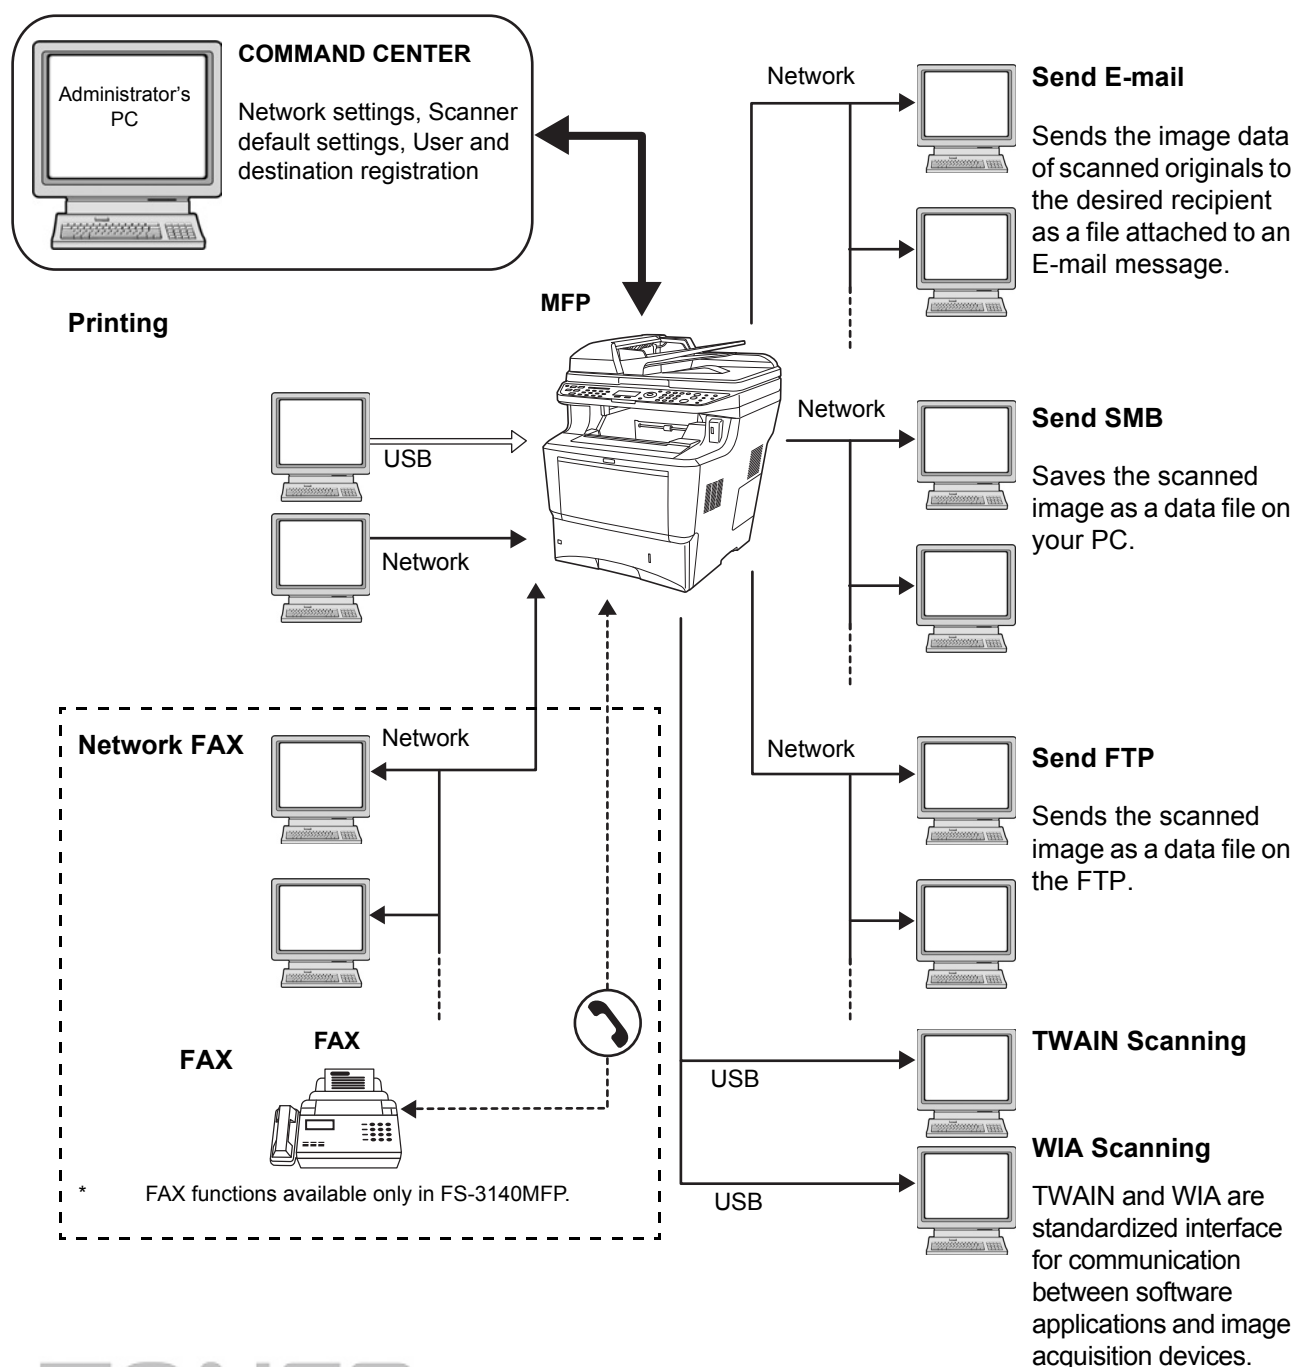 COMMAND CENTER
Administrator's
PC
Network settings, Scanner
default settings, User and
destination registration
Network
Send E-mail
Sends the image data
of scanned originals to
the desired recipient
as a file attached to an
E-mail message.
Printing
MFP
USB
Network
Network
Send SMB
Saves the scanned
image as a data file on
your PC.
Network FAX
Network
Network
Send FTP
Sends the scanned
image as a data file on
the FTP.
FAX
FAX
* FAX functions available only in FS-3140MFP.
USB
TWAIN Scanning
USB
WIA Scanning
TWAIN and WIA are
standardized interface
for communication
between software
applications and image
acquisition devices.